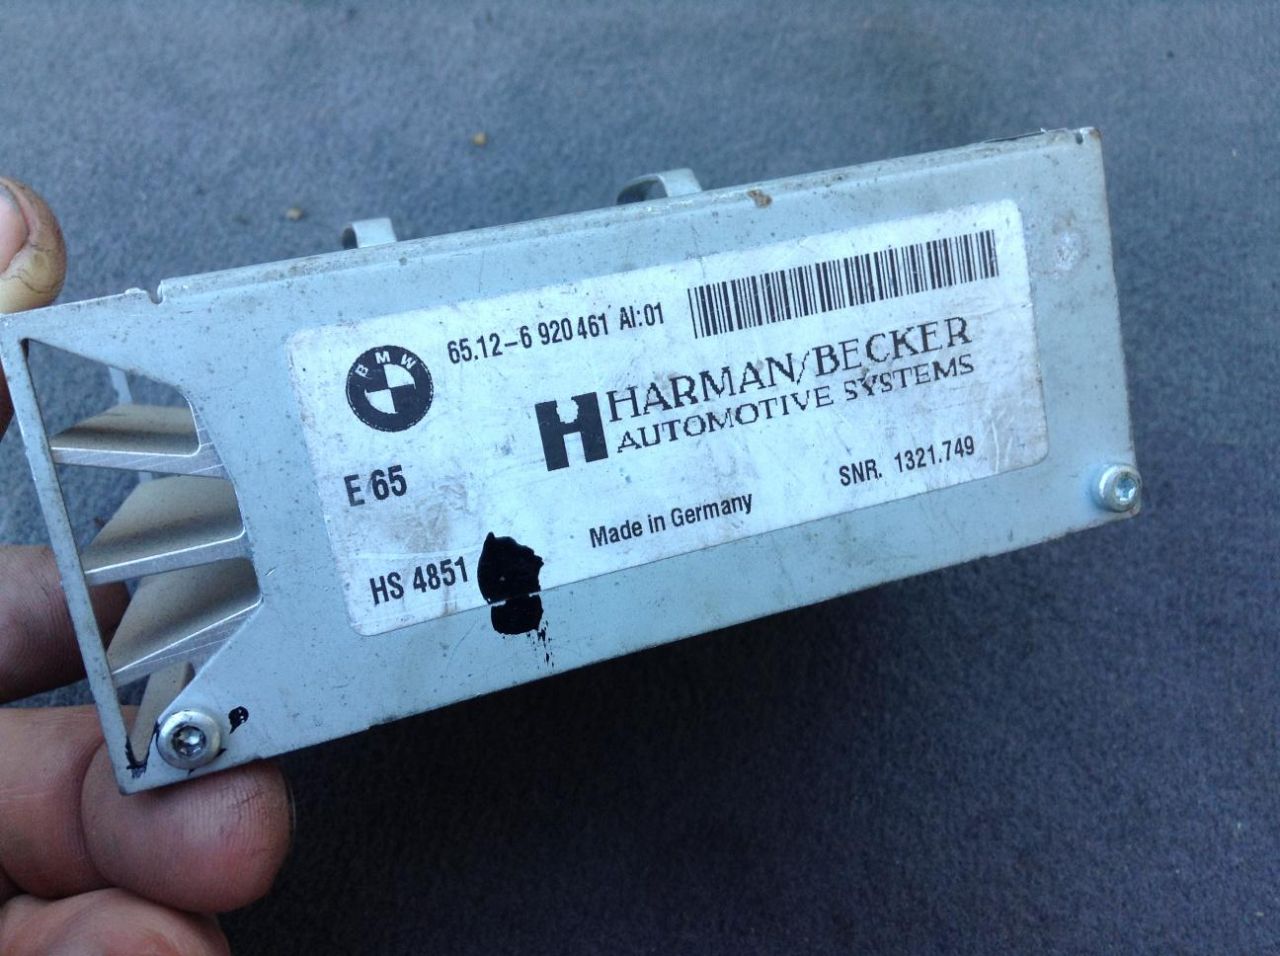 BMW
65.12-6 920 461 AI:01
H HARMAN/BECKER
AUTOMOTIVE SYSTEMS
E 65
SNR. 1321.749
Made in Germany
HS 4851